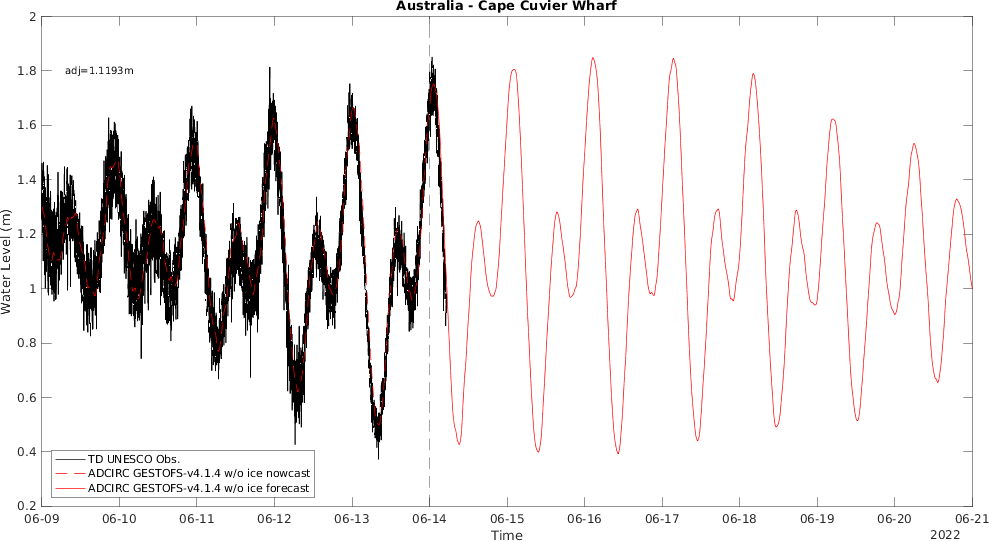 Australia - Cape Cuvier Wharf
adj=1.1193m
2
1.8
1.6
1.4
1.2
1
0.8
0.6
0.4
0.2
Water Level (m)
TD UNESCO Obs.
ADCIRC GESTOFS-v4.1.4 w/o ice nowcast
ADCIRC GESTOFS-v4.1.4 w/o ice forecast
06-09 06-10 06-11 06-12 06-13 06-14 06-15 06-16 06-17 06-18 06-19 06-20 06-21
Time
2022